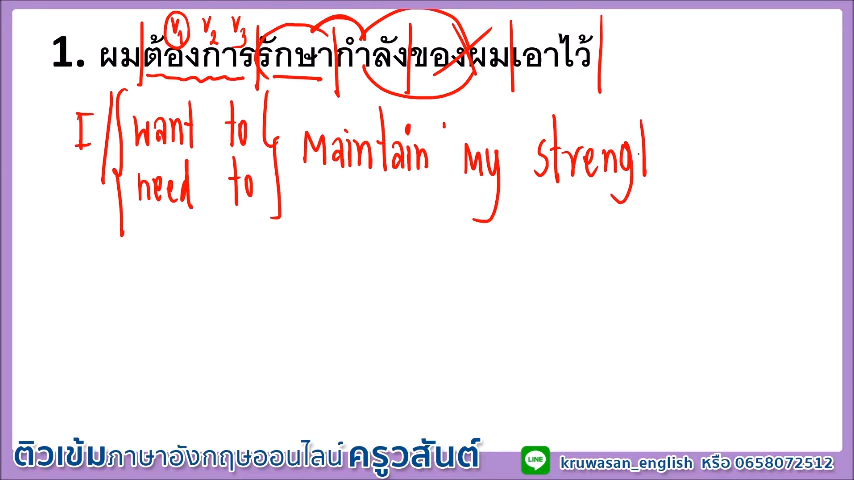 V1 V2 V3
1. ผมต้องการรักษากำลังของผมเอาไว้
I want to maintain my strengt
need to
ติวเข้มภาษาอังกฤษออนไลน์ ครูวสันต์
LINE kruwasan_english หรือ 0658072512